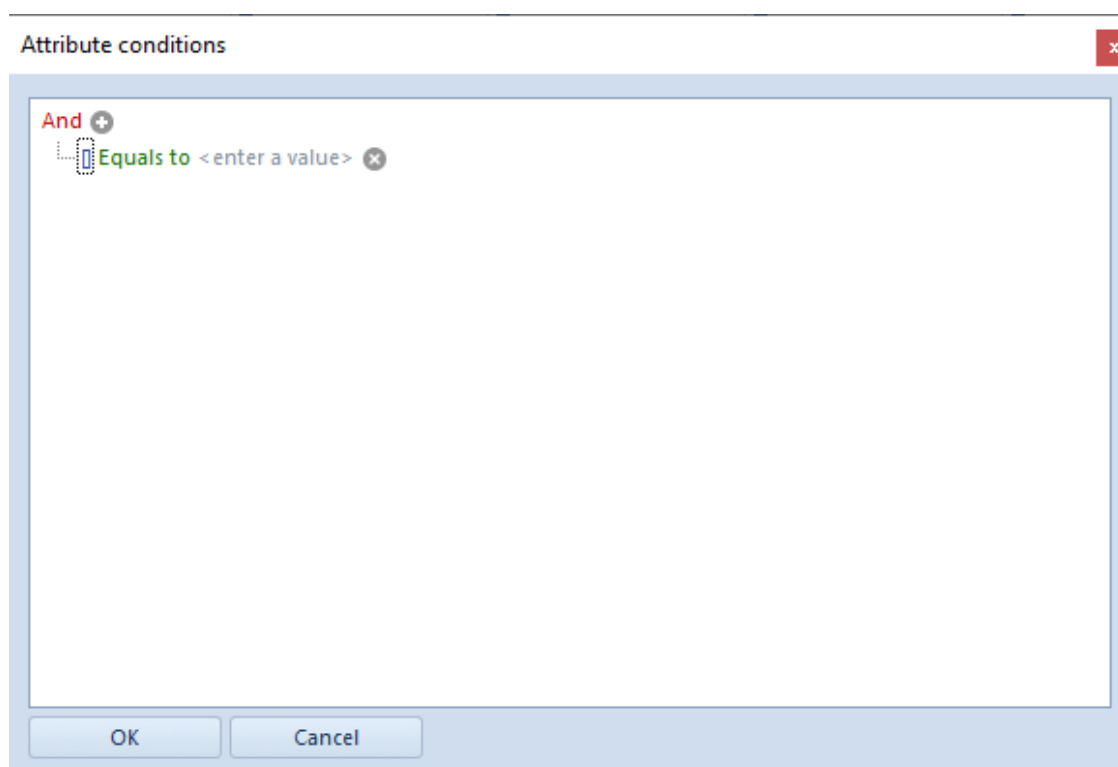 Attribute conditions
And
[] Equals to <enter a value>
OK Cancel